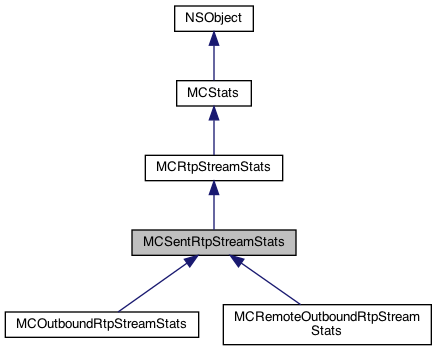 NSObject
MCStats
MCRtpStreamStats
MCSentRtpStreamStats
MCOutboundRtpStreamStats
MCRemoteOutboundRtpStream
Stats